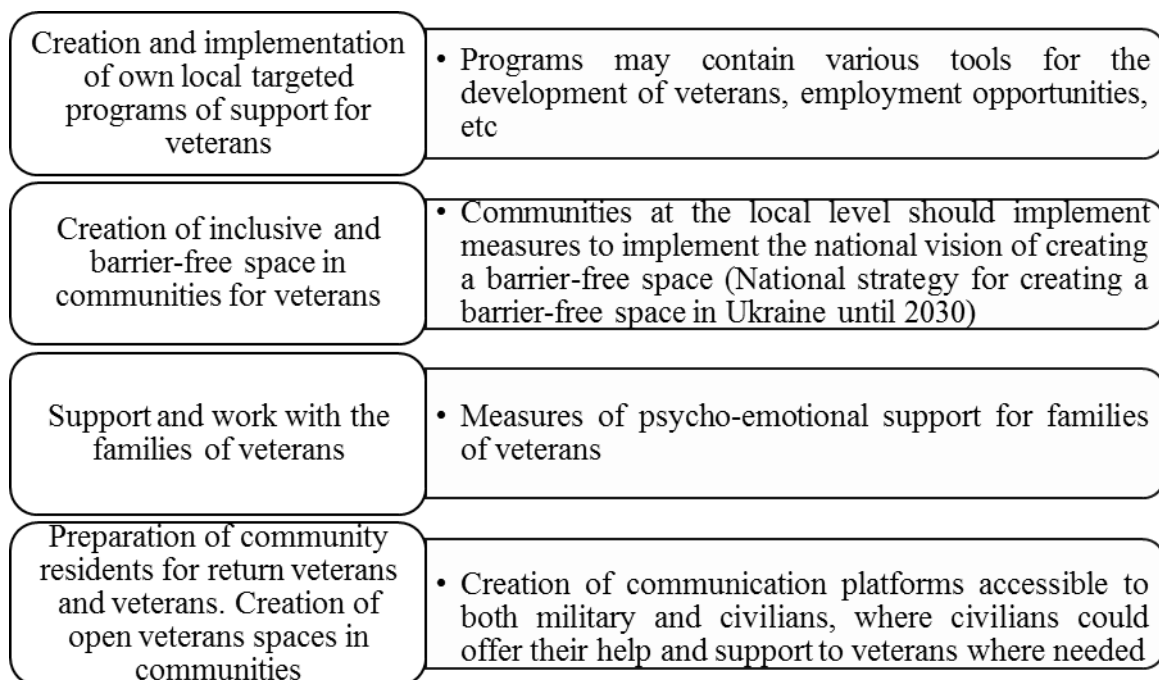 Creation and implementation
of own local targeted
programs of support for
veterans
• Programs may contain various tools for the
development of veterans, employment opportunities,
etc
Creation of inclusive and
barrier-free space in
communities for veterans
• Communities at the local level should implement
measures to implement the national vision of creating
a barrier-free space (National strategy for creating a
barrier-free space in Ukraine until 2030)
Support and work with the
families of veterans
• Measures of psycho-emotional support for families
of veterans
Preparation of community
residents for return veterans
and veterans. Creation of
open veterans spaces in
communities
• Creation of communication platforms accessible to
both military and civilians, where civilians could
offer their help and support to veterans where needed